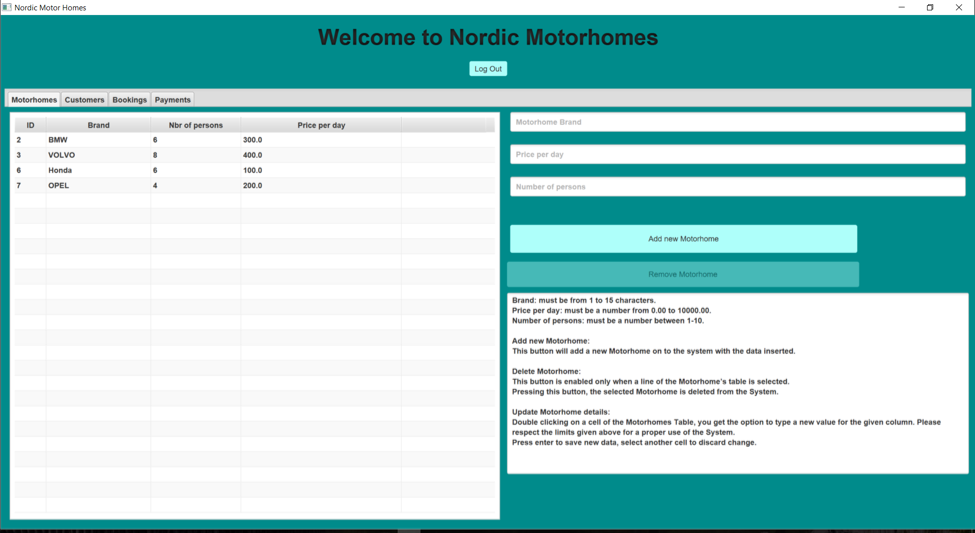 Nordic Motor Homes
Welcome to Nordic Motorhomes
Log Out
Motorhomes Customers Bookings Payments
ID Brand Nbr of persons Price per day
2 BMW 6 300.0
3 VOLVO 8 400.0
6 Honda 6 100.0
7 OPEL 4 200.0
Motorhome Brand
Price per day
Number of persons
Add new Motorhome
Remove Motorhome
Brand: must be from 1 to 15 characters.
Price per day: must be a number from 0.00 to 10000.00.
Number of persons: must be a number between 1-10.
Add new Motorhome:
This button will add a new Motorhome on to the system with the data inserted.
Delete Motorhome:
This button is enabled only when a line of the Motorhome's table is selected.
Pressing this button, the selected Motorhome is deleted from the System.
Update Motorhome details:
Double clicking on a cell of the Motorhomes Table, you get the option to type a new value for the given column. Please
respect the limits given above for a proper use of the System.
Press enter to save new data, select another cell to discard change.